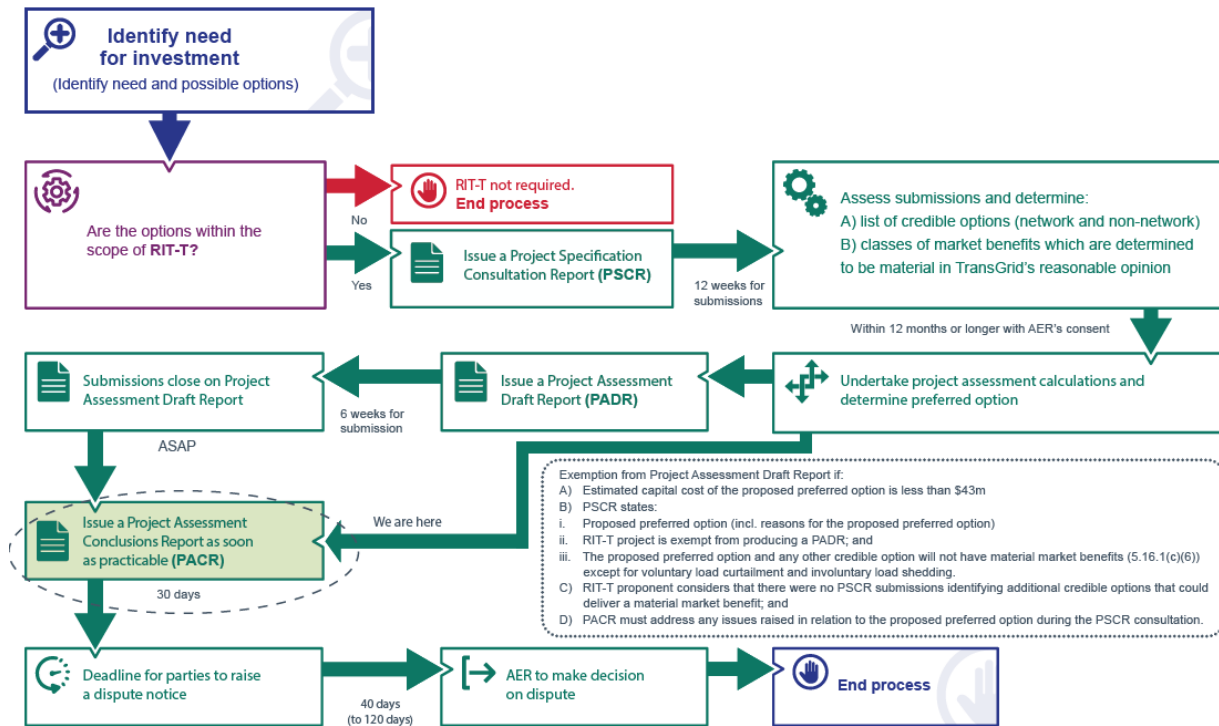 Identify need
for investment
(Identify need and possible options)
Are the options within the
scope of RIT-T?
No
Yes
RIT-T not required.
End process
Issue a Project Specification
Consultation Report (PSCR)
12 weeks for
submissions
Assess submissions and determine:
A) list of credible options (network and non-network)
B) classes of market benefits which are determined
to be material in TransGrid's reasonable opinion
Within 12 months or longer with AER's consent
Undertake project assessment calculations and
determine preferred option
Issue a Project Assessment
Draft Report (PADR)
6 weeks for
submission
Submissions close on Project
Assessment Draft Report
ASAP
Issue a Project Assessment
Conclusions Report as soon
as practicable (PACR)
We are here
30 days
Exemption from Project Assessment Draft Report if:
A) Estimated capital cost of the proposed preferred option is less than $43m
B) PSCR states:
i. Proposed preferred option (incl. reasons for the proposed preferred option)
ii. RIT-T project is exempt from producing a PADR; and
iii. The proposed preferred option and any other credible option will not have material market benefits (5.16.1(c)(6))
except for voluntary load curtailment and involuntary load shedding.
C) RIT-T proponent considers that there were no PSCR submissions identifying additional credible options that could
deliver a material market benefit; and
D) PACR must address any issues raised in relation to the proposed preferred option during the PSCR consultation.
Deadline for parties to raise
a dispute notice
40 days
(to 120 days)
AER to make decision
on dispute
End process